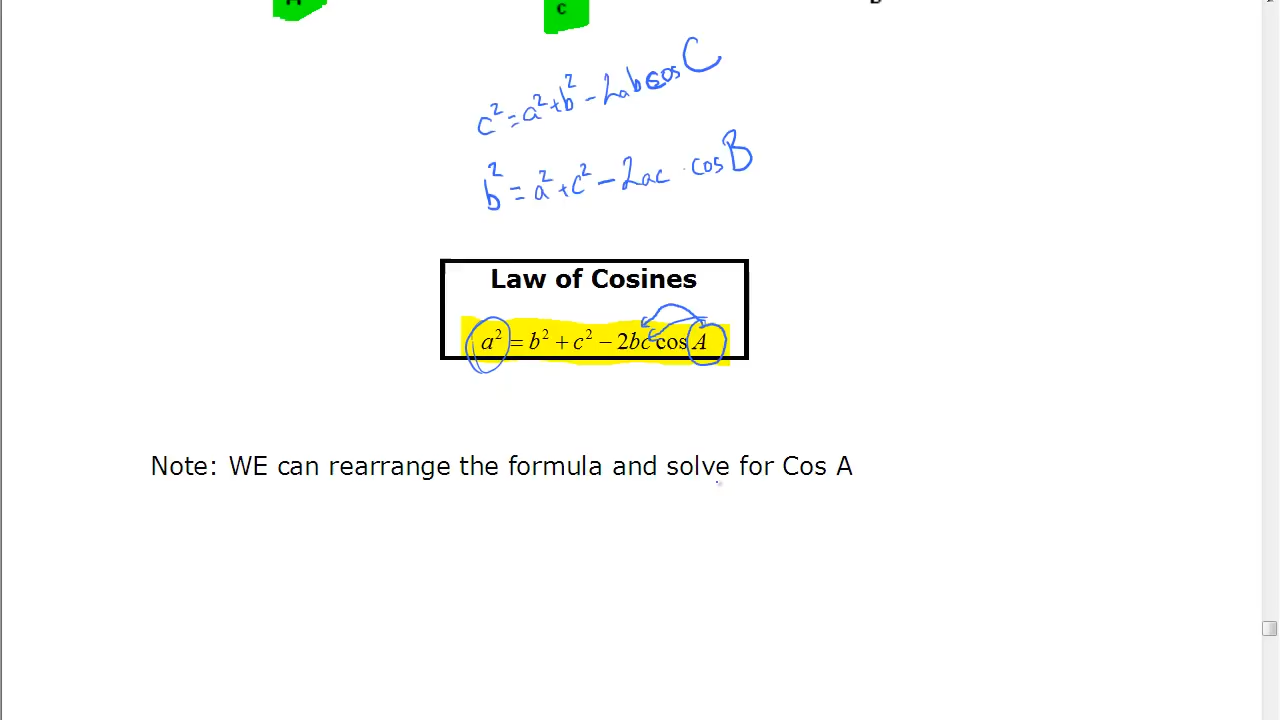 c
c² = a² + b² - 2ab cos C
b² = a² + c² - 2ac · cos B
Law of Cosines
a² = b² + c² − 2bc cos A
Note: WE can rearrange the formula and solve for Cos A